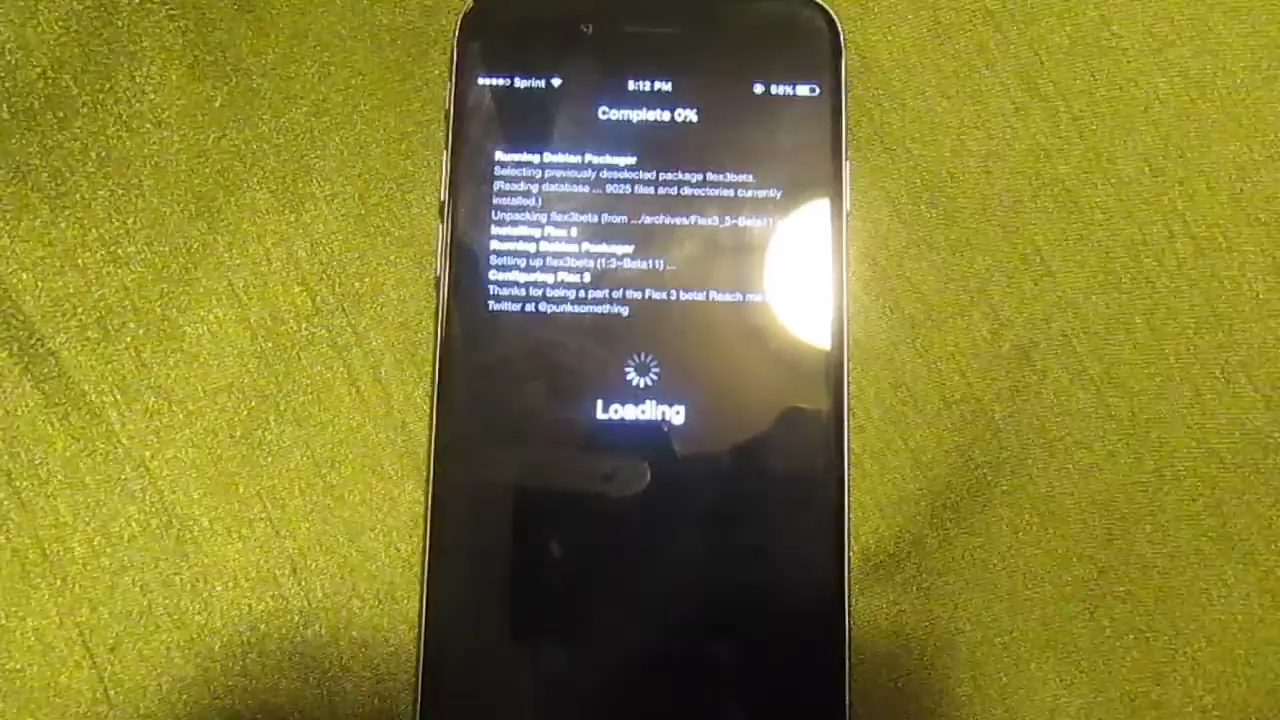 Sprint 5:12 PM 58%
Complete 0%
Running Debian Packager
Selecting previously deselected package flex3beta.
(Reading database ... 9025 files and directories currently
installed.)
Unpacking flex3beta (from .../archives/Flex3_3~Beta11
Installing Flex 3
Running Debian Packager
Setting up flex3beta (1:3~Beta11) ...
Configuring Flex 3
Thanks for being a part of the Flex 3 beta! Reach me
Twitter at @punksomething
Loading